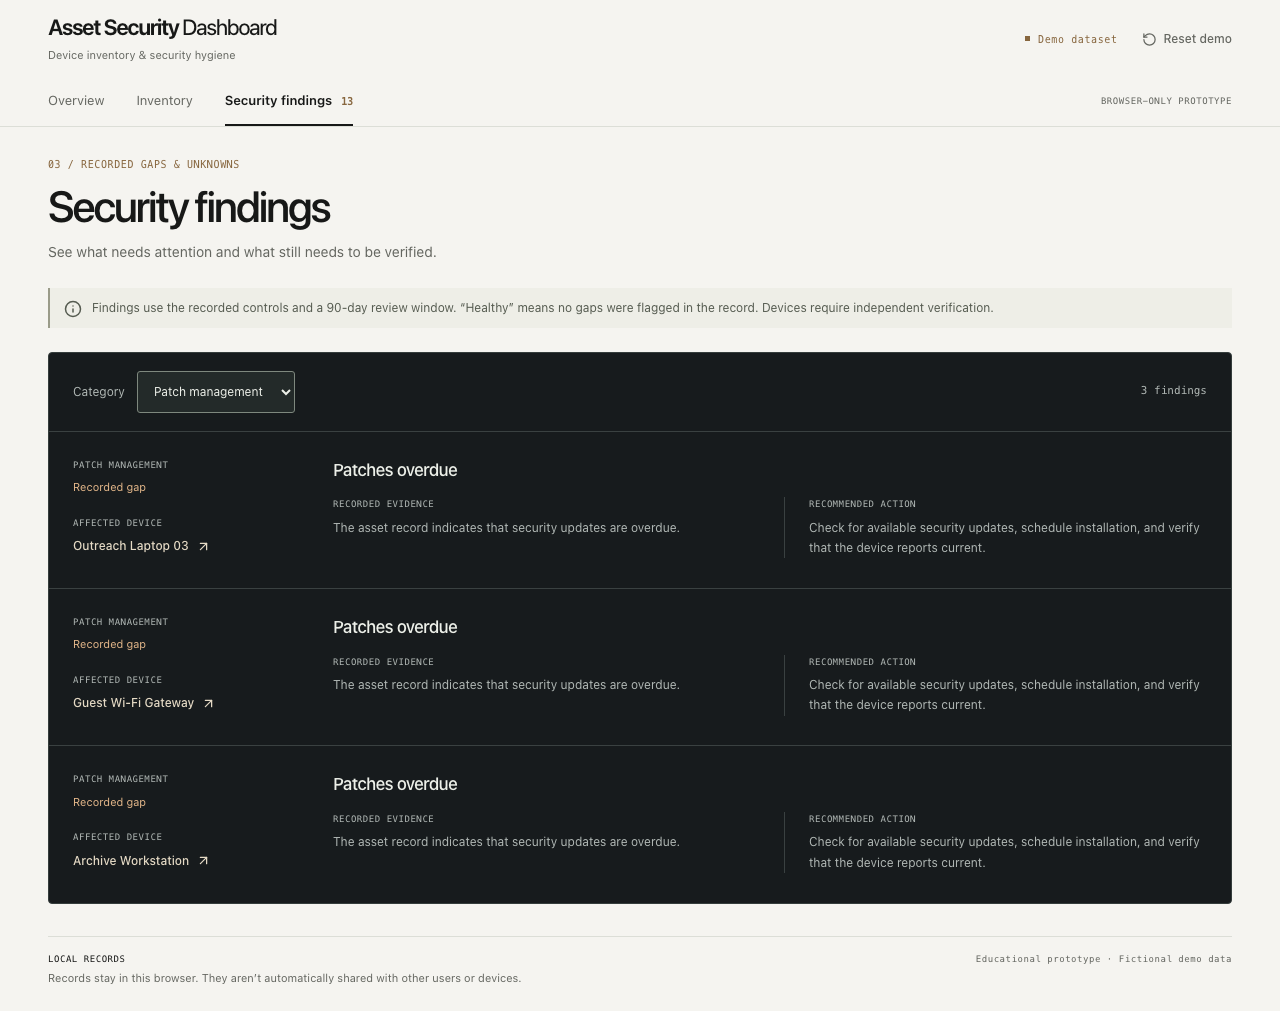 Asset Security Dashboard
Device inventory & security hygiene
Demo dataset
Reset demo
Overview
Inventory
Security findings 13
BROWSER-ONLY PROTOTYPE
03 / RECORDED GAPS & UNKNOWNS
Security findings
See what needs attention and what still needs to be verified.
Findings use the recorded controls and a 90-day review window. “Healthy” means no gaps were flagged in the record. Devices require independent verification.
Category
Patch management
3 findings
PATCH MANAGEMENT
Recorded gap
AFFECTED DEVICE
Outreach Laptop 03
Patches overdue
RECORDED EVIDENCE
The asset record indicates that security updates are overdue.
RECOMMENDED ACTION
Check for available security updates, schedule installation, and verify
that the device reports current.
PATCH MANAGEMENT
Recorded gap
AFFECTED DEVICE
Guest Wi-Fi Gateway
Patches overdue
RECORDED EVIDENCE
The asset record indicates that security updates are overdue.
RECOMMENDED ACTION
Check for available security updates, schedule installation, and verify
that the device reports current.
PATCH MANAGEMENT
Recorded gap
AFFECTED DEVICE
Archive Workstation
Patches overdue
RECORDED EVIDENCE
The asset record indicates that security updates are overdue.
RECOMMENDED ACTION
Check for available security updates, schedule installation, and verify
that the device reports current.
LOCAL RECORDS
Records stay in this browser. They aren't automatically shared with other users or devices.
Educational prototype · Fictional demo data